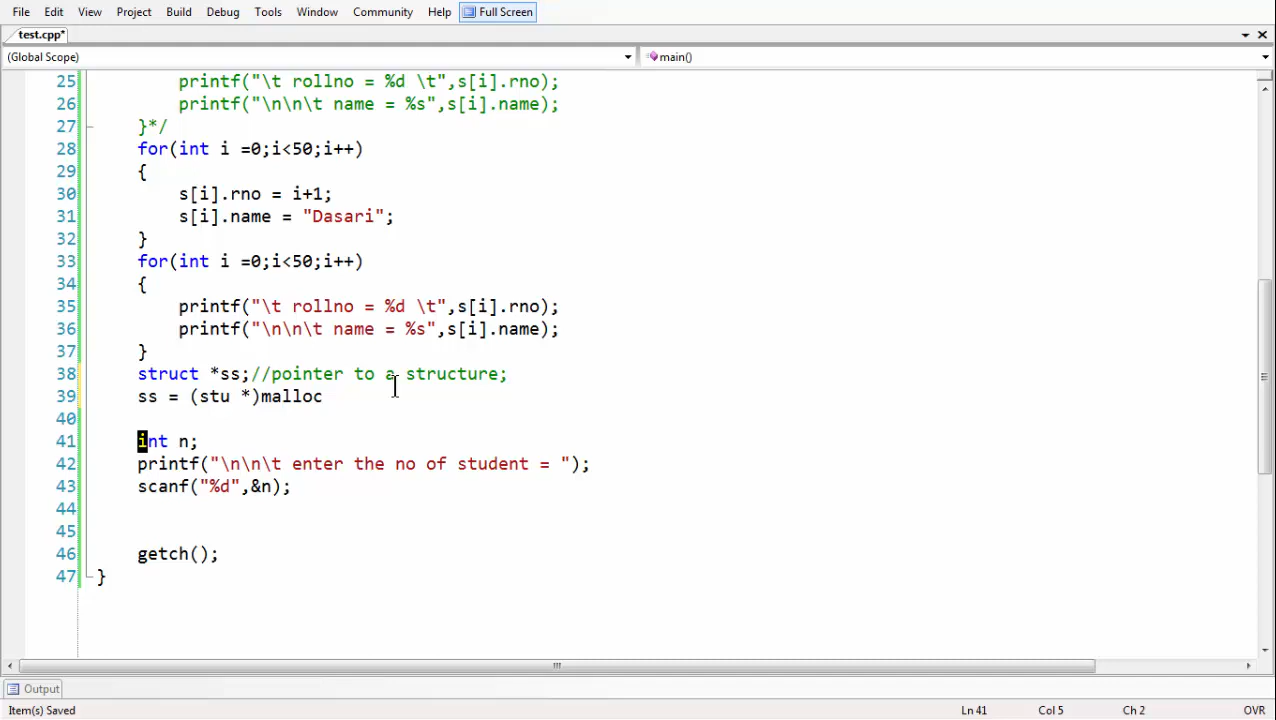 File Edit View Project Build Debug Tools Window Community Help Full Screen
test.cpp*
(Global Scope) main()
25 printf("\t rollno = %d \t",s[i].rno);
26 printf("\n\n\t name = %s",s[i].name);
27 }*/
28 for(int i =0;i<50;i++)
29 {
30 s[i].rno = i+1;
31 s[i].name = "Dasari";
32 }
33 for(int i =0;i<50;i++)
34 {
35 printf("\t rollno = %d \t",s[i].rno);
36 printf("\n\n\t name = %s",s[i].name);
37 }
38 struct *ss;//pointer to a structure;
39 ss = (stu *)malloc
40
41 int n;
42 printf("\n\n\t enter the no of student = ");
43 scanf("%d",&n);
44
45
46 getch();
47 }
Output
Item(s) Saved Ln 41 Col 5 Ch 2 OVR